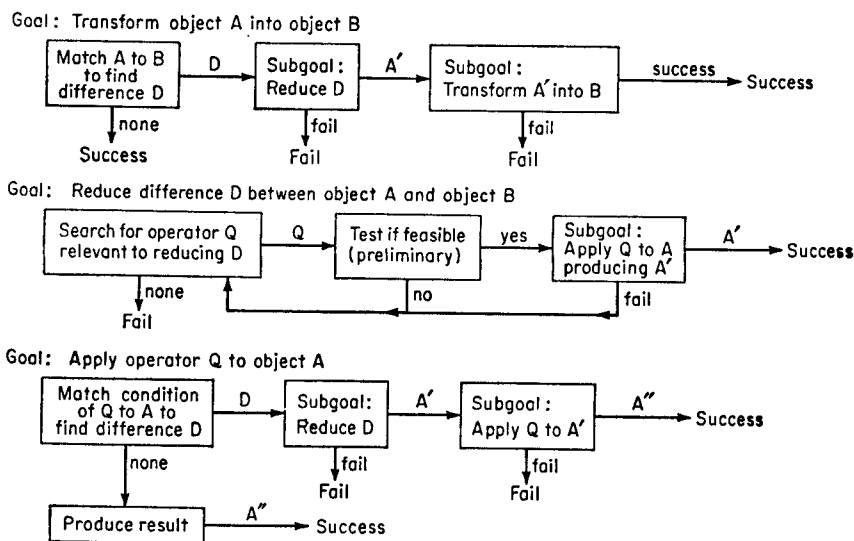 Goal: Transform object A into object B
Match A to B
to find
difference D
D
Subgoal:
Reduce D
A′
Subgoal:
Transform A′ into B
success
Success
none
Success
fail
Fail
fail
Fail
Goal: Reduce difference D between object A and object B
Search for operator Q
relevant to reducing D
Q
Test if feasible
(preliminary)
yes
Subgoal:
Apply Q to A
producing A′
A′
Success
none
Fail
no
fail
Goal: Apply operator Q to object A
Match condition
of Q to A to
find difference D
D
Subgoal:
Reduce D
A′
Subgoal:
Apply Q to A′
A″
Success
none
fail
Fail
fail
Fail
Produce result
A″
Success